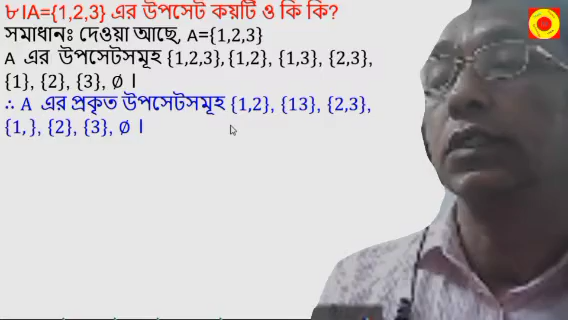 ৮।A={1,2,3} এর উপসেট কয়টি ও কি কি?
সমাধানঃ দেওয়া আছে, A={1,2,3}
A এর উপসেটসমূহ {1,2,3},{1,2}, {1,3}, {2,3},
{1}, {2}, {3}, ∅ ।
∴ A এর প্রকৃত উপসেটসমূহ {1,2}, {13}, {2,3},
{1,}, {2}, {3}, ∅ ।